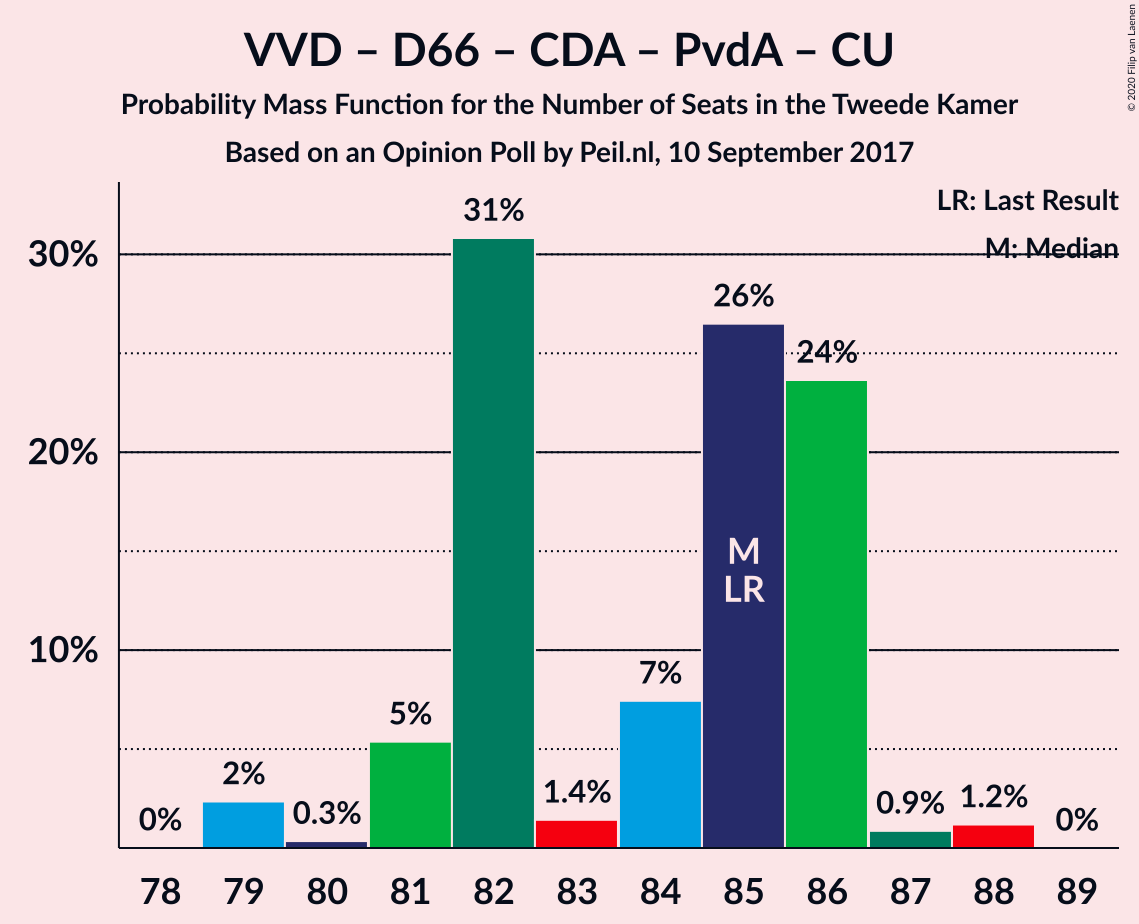 VVD – D66 – CDA – PvdA – CU
Probability Mass Function for the Number of Seats in the Tweede Kamer
Based on an Opinion Poll by Peil.nl, 10 September 2017
© 2020 Filip van Laenen
LR: Last Result
M: Median
30%
20%
10%
0%
2%
0.3%
5%
31%
1.4%
7%
26%
24%
0.9%
1.2%
0%
M
LR
78 79 80 81 82 83 84 85 86 87 88 89